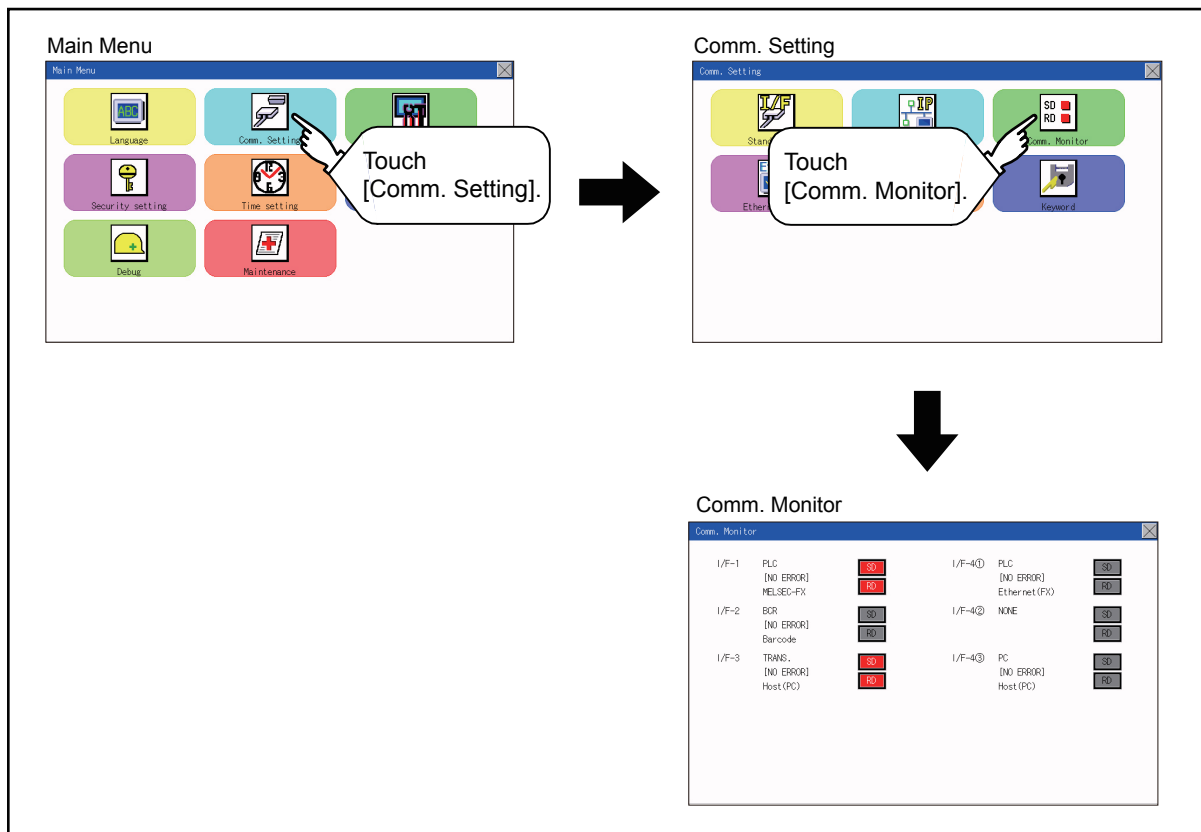 Main Menu
Main Menu
ABC
Language
Comm. Setting
Security setting
Time setting
Debug
Maintenance
Touch
[Comm. Setting].
Comm. Setting
Comm. Setting
I/F
IP
SD
RD
Comm. Monitor
Keyword
Touch
[Comm. Monitor].
Comm. Monitor
Comm. Monitor
I/F-1 PLC SD
[NO ERROR]
MELSEC-FX RD
I/F-2 BCR SD
[NO ERROR]
Barcode RD
I/F-3 TRANS. SD
[NO ERROR]
Host(PC) RD
I/F-4① PLC SD
[NO ERROR]
Ethernet(FX) RD
I/F-4② NONE SD
RD
I/F-4③ PC SD
[NO ERROR]
Host(PC) RD